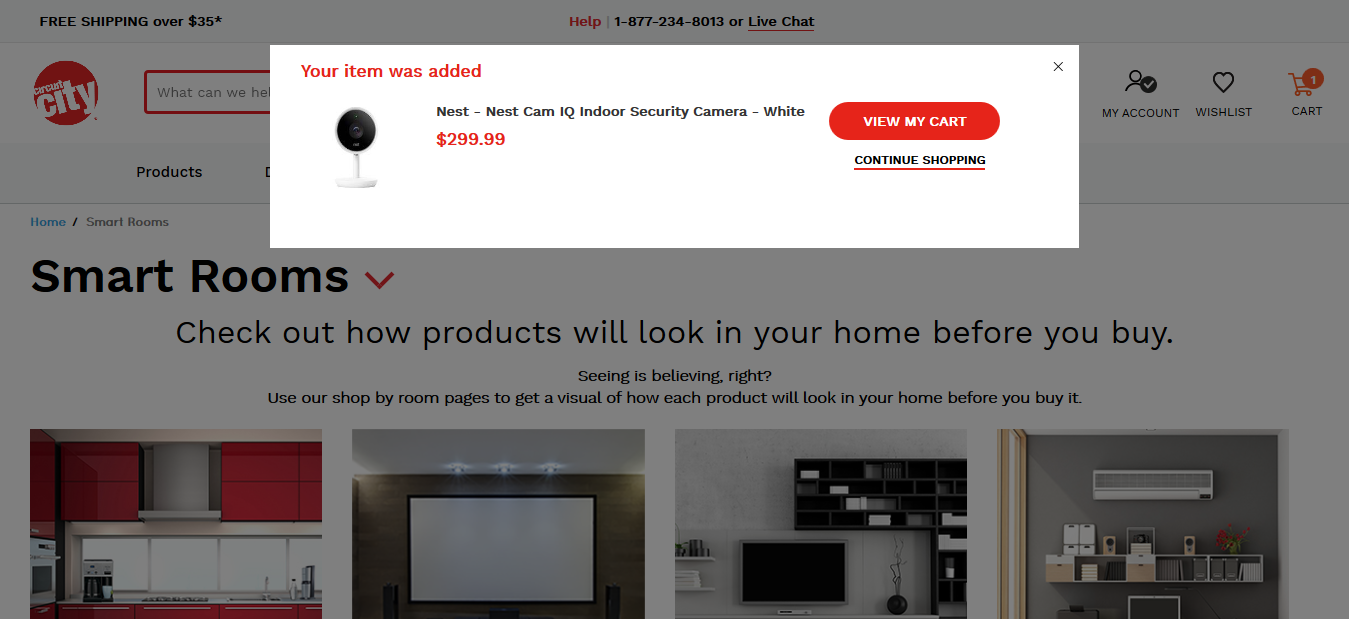 FREE SHIPPING over $35*
Help | 1-877-234-8013 or Live Chat
Your item was added
circuit city
What can we hel
Nest - Nest Cam IQ Indoor Security Camera - White
$299.99
VIEW MY CART
CONTINUE SHOPPING
MY ACCOUNT
WISHLIST
1
CART
Products
Home / Smart Rooms
Smart Rooms
Check out how products will look in your home before you buy.
Seeing is believing, right?
Use our shop by room pages to get a visual of how each product will look in your home before you buy it.